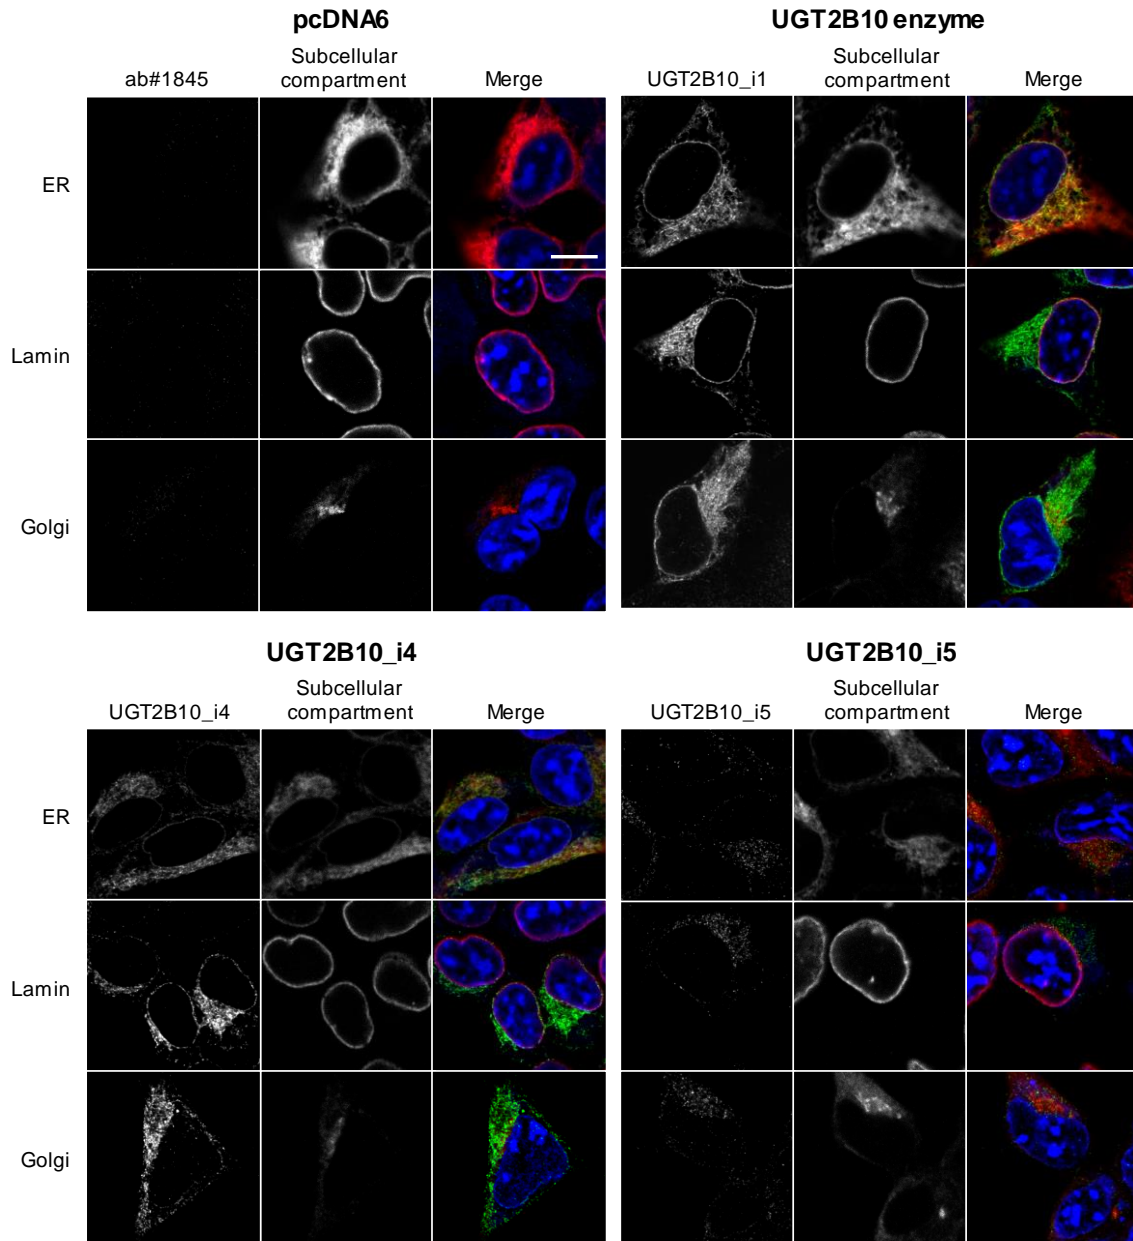 pcDNA6
UGT2B10 enzyme
ab#1845
Subcellular
compartment
Merge
UGT2B10_i1
Subcellular
compartment
Merge
ER
Lamin
Golgi
UGT2B10_i4
UGT2B10_i5
UGT2B10_i4
Subcellular
compartment
Merge
UGT2B10_i5
Subcellular
compartment
Merge
ER
Lamin
Golgi